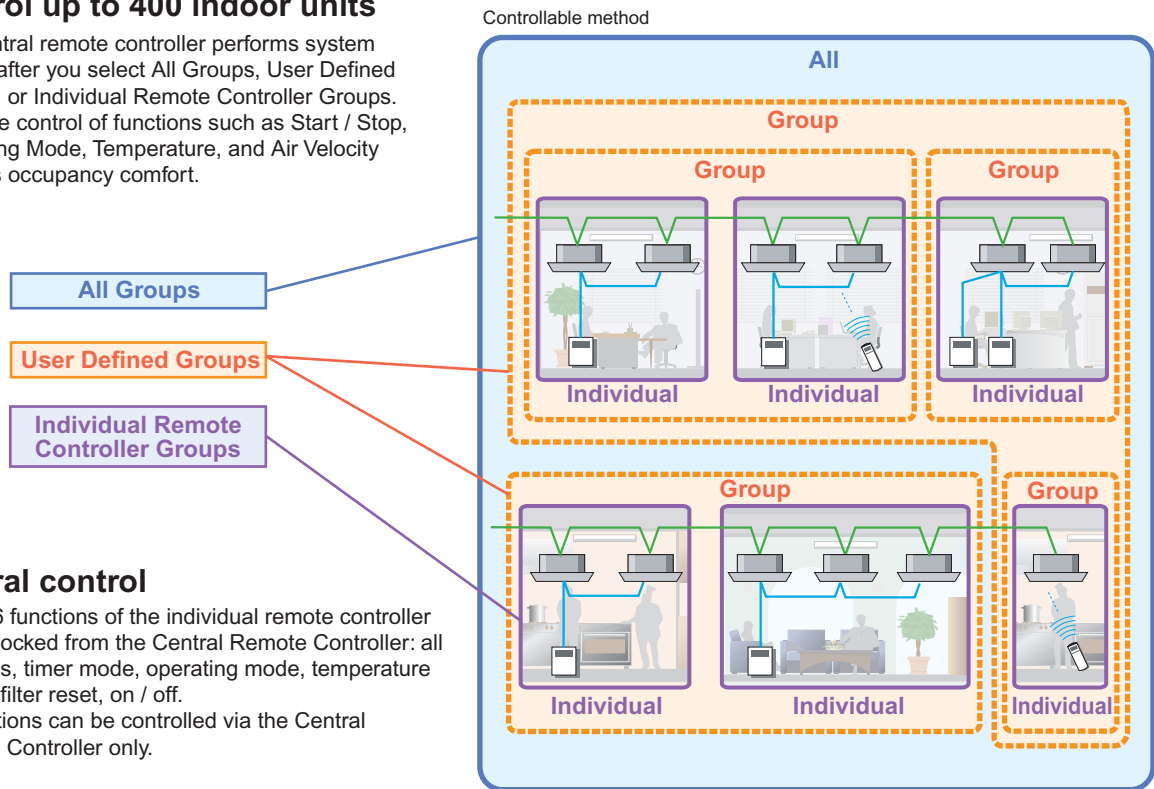 rol up to 400 indoor units
ntral remote controller performs system
after you select All Groups, User Defined
, or Individual Remote Controller Groups.
e control of functions such as Start / Stop,
ng Mode, Temperature, and Air Velocity
s occupancy comfort.
All Groups
User Defined Groups
Individual Remote
Controller Groups
ral control
6 functions of the individual remote controller
ocked from the Central Remote Controller: all
s, timer mode, operating mode, temperature
filter reset, on / off.
tions can be controlled via the Central
Controller only.
Controllable method
All
Group
Group
Group
Individual
Individual
Individual
Group
Group
Individual
Individual
Individual